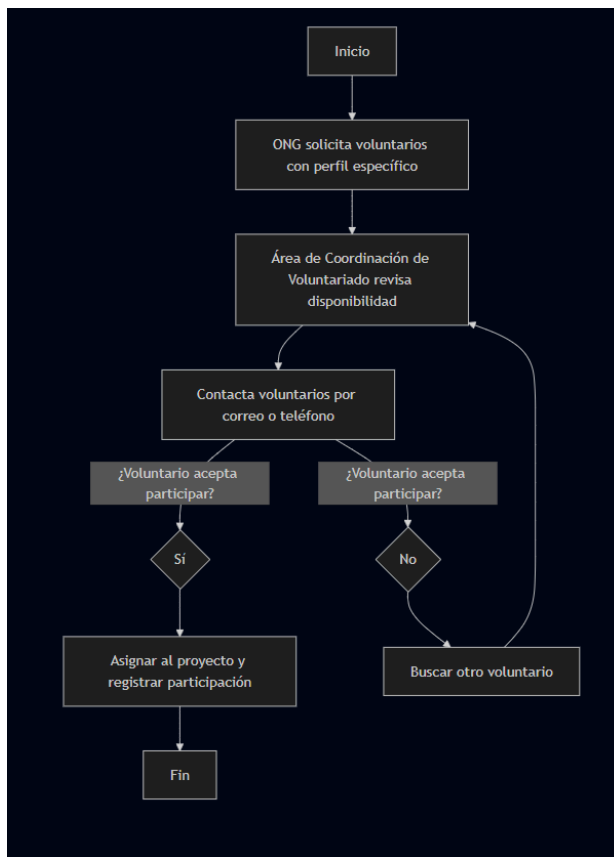 Inicio
ONG solicita voluntarios
con perfil específico
Área de Coordinación de
Voluntariado revisa
disponibilidad
Contacta voluntarios por
correo o teléfono
¿Voluntario acepta
participar?
¿Voluntario acepta
participar?
Sí
No
Asignar al proyecto y
registrar participación
Buscar otro voluntario
Fin